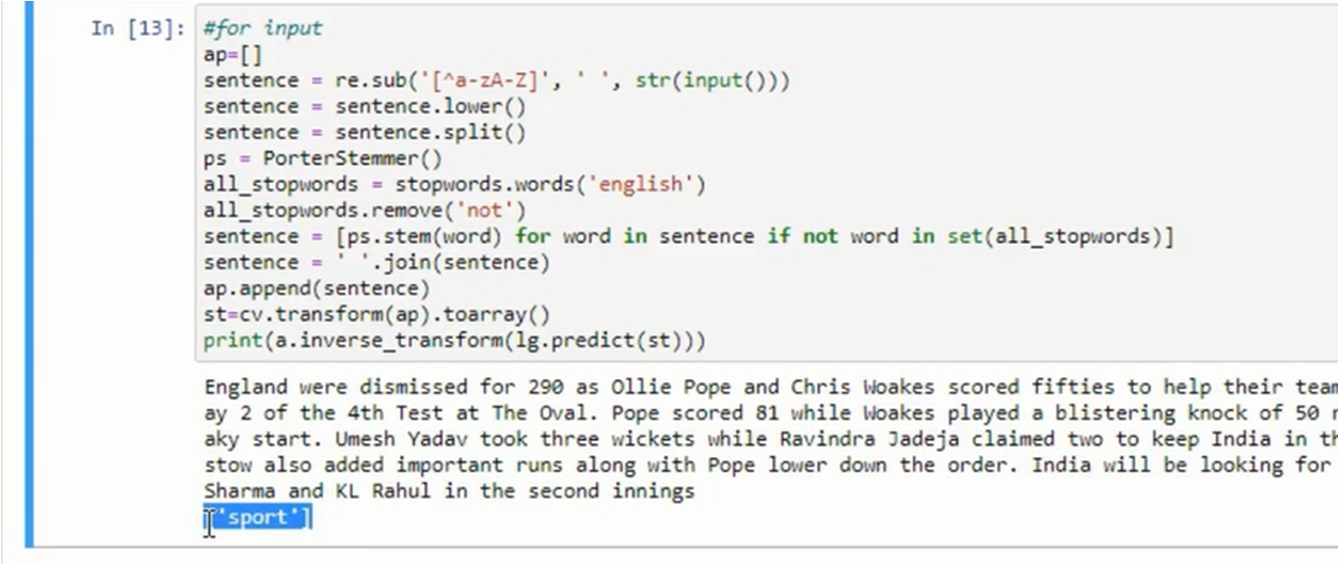 In [13]: #for input
ap=[]
sentence = re.sub('[^a-zA-Z]', ' ', str(input()))
sentence = sentence.lower()
sentence = sentence.split()
ps = PorterStemmer()
all_stopwords = stopwords.words('english')
all_stopwords.remove('not')
sentence = [ps.stem(word) for word in sentence if not word in set(all_stopwords)]
sentence = ' '.join(sentence)
ap.append(sentence)
st=cv.transform(ap).toarray()
print(a.inverse_transform(lg.predict(st)))
England were dismissed for 290 as Ollie Pope and Chris Woakes scored fifties to help their team
ay 2 of the 4th Test at The Oval. Pope scored 81 while Woakes played a blistering knock of 50
aky start. Umesh Yadav took three wickets while Ravindra Jadeja claimed two to keep India in
stow also added important runs along with Pope lower down the order. India will be looking for
Sharma and KL Rahul in the second innings
['sport']